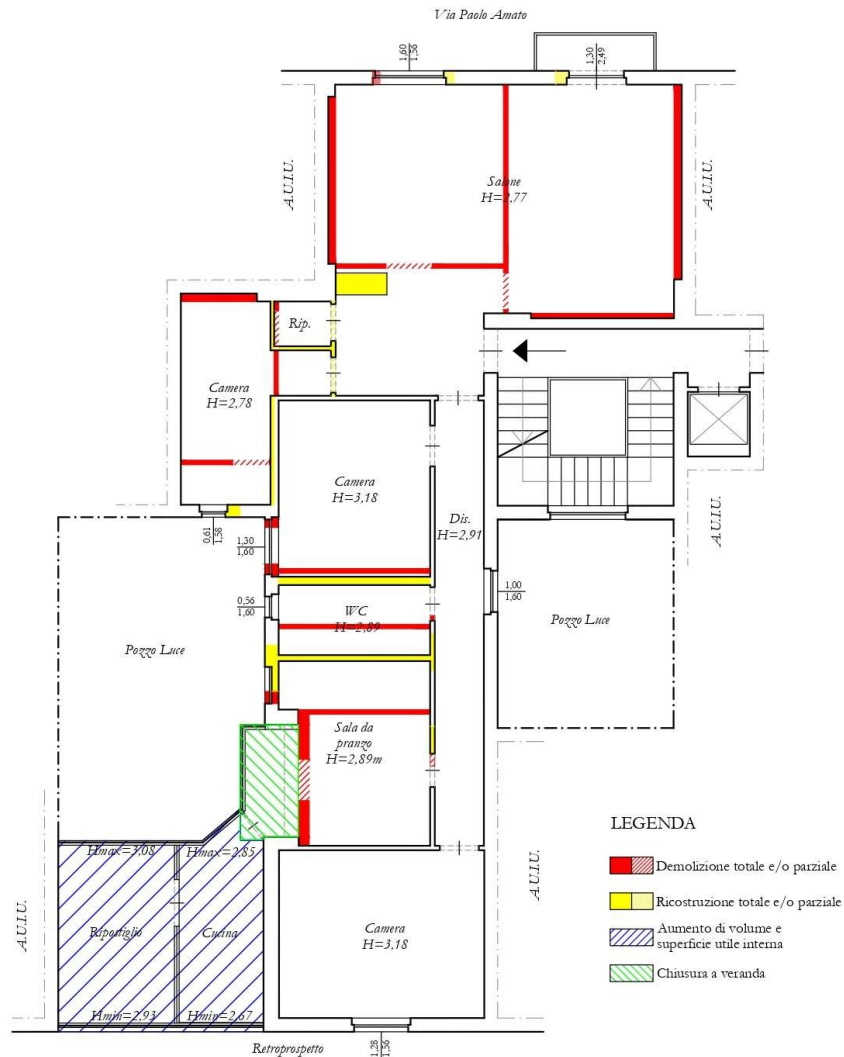 Via Paolo Amato
1,60
1,56
1,30
2,49
A.U.I.U.
Salone
H=2,77
A.U.I.U.
Rip.
Camera
H=2,78
Camera
H=3,18
Dis.
H=2,91
A.U.I.U.
0,61
1,58
1,30
1,60
0,56
1,60
WC
H=2,89
1,00
1,60
Pozzo Luce
Pozzo Luce
Sala da
pranzo
H=2,89m
Hmax=3,08
Hmax=2,85
A.U.I.U.
Ripostiglio
Cucina
Camera
H=3,18
A.U.I.U.
Hmin=2,93
Hmin=2,67
Retroprospetto
1,28
1,56
LEGENDA
Demolizione totale e/o parziale
Ricostruzione totale e/o parziale
Aumento di volume e
superficie utile interna
Chiusura a veranda